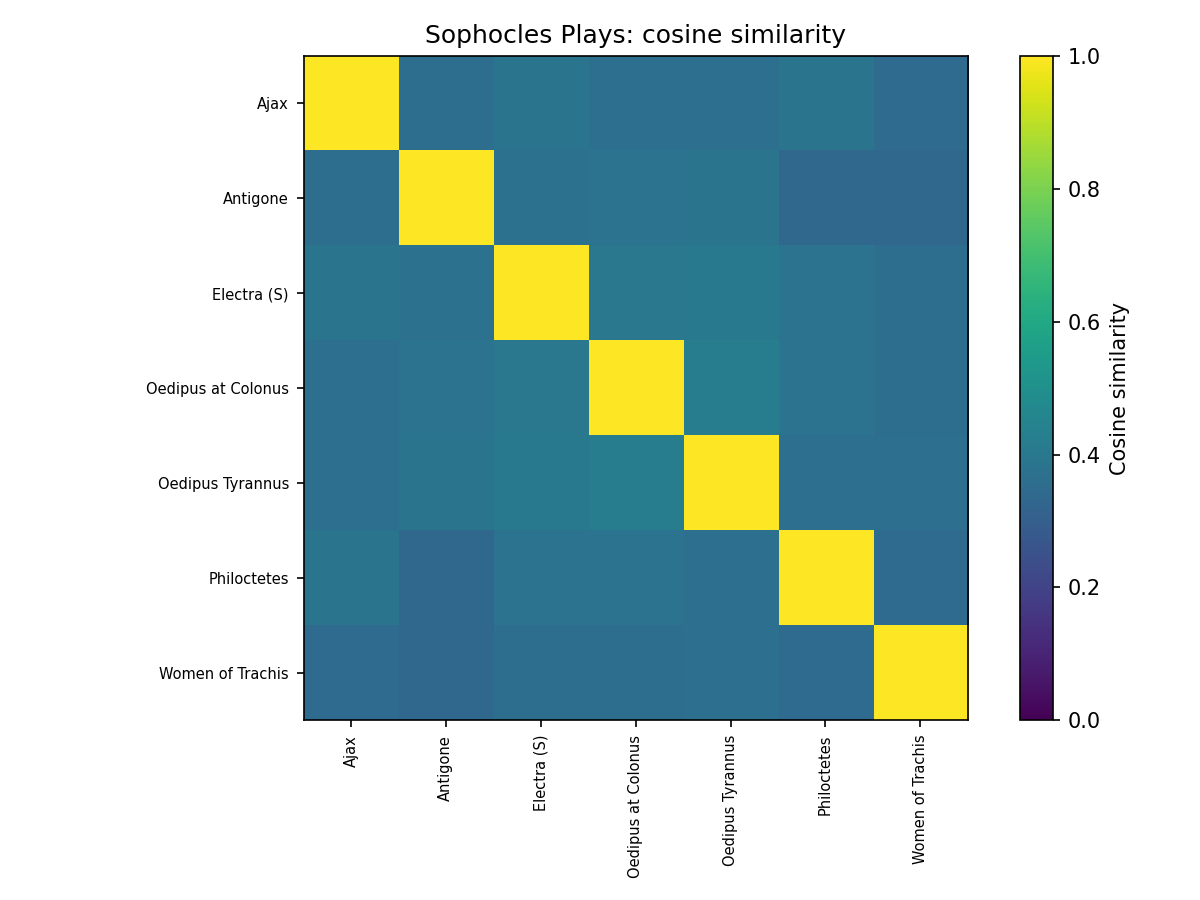 Sophocles Plays: cosine similarity
Ajax
Antigone
Electra (S)
Oedipus at Colonus
Oedipus Tyrannus
Philoctetes
Women of Trachis
Ajax
Antigone
Electra (S)
Oedipus at Colonus
Oedipus Tyrannus
Philoctetes
Women of Trachis
1.0
0.8
0.6
0.4
0.2
0.0
Cosine similarity